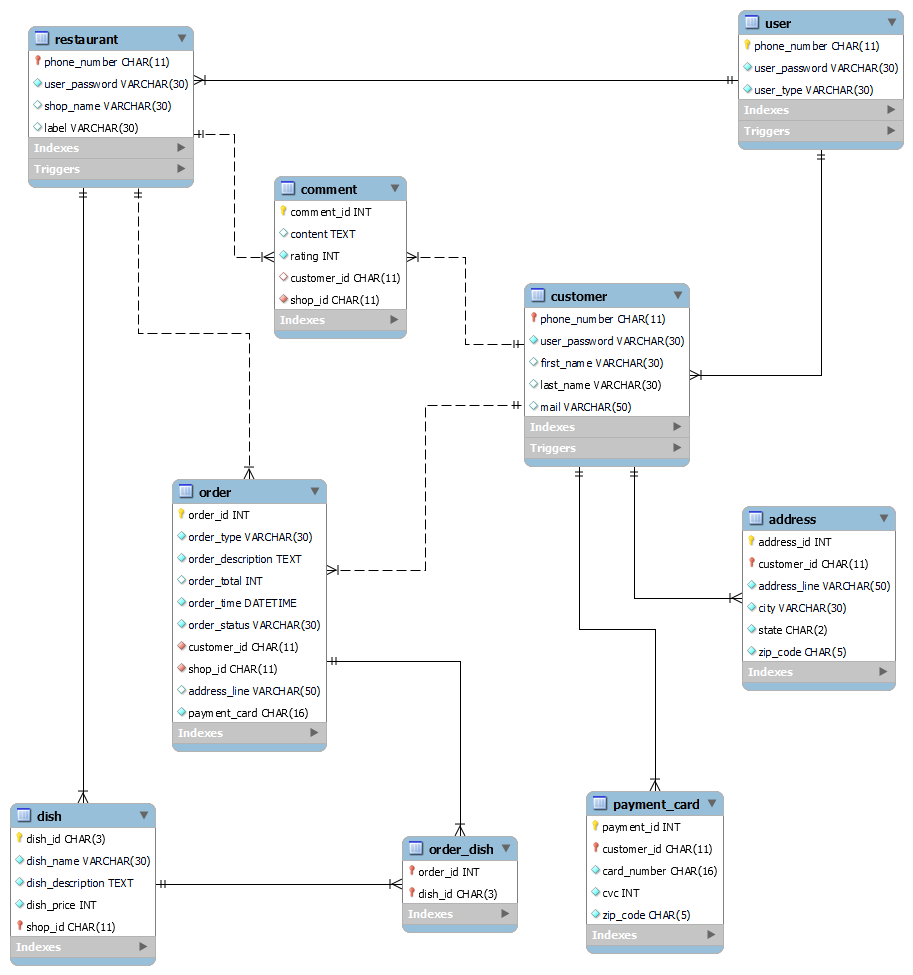 restaurant
phone_number CHAR(11)
user_password VARCHAR(30)
shop_name VARCHAR(30)
label VARCHAR(30)
Indexes
Triggers
user
phone_number CHAR(11)
user_password VARCHAR(30)
user_type VARCHAR(30)
Indexes
Triggers
comment
comment_id INT
content TEXT
rating INT
customer_id CHAR(11)
shop_id CHAR(11)
Indexes
customer
phone_number CHAR(11)
user_password VARCHAR(30)
first_name VARCHAR(30)
last_name VARCHAR(30)
mail VARCHAR(50)
Indexes
Triggers
order
order_id INT
order_type VARCHAR(30)
order_description TEXT
order_total INT
order_time DATETIME
order_status VARCHAR(30)
customer_id CHAR(11)
shop_id CHAR(11)
address_line VARCHAR(50)
payment_card CHAR(16)
Indexes
address
address_id INT
customer_id CHAR(11)
address_line VARCHAR(50)
city VARCHAR(30)
state CHAR(2)
zip_code CHAR(5)
Indexes
dish
dish_id CHAR(3)
dish_name VARCHAR(30)
dish_description TEXT
dish_price INT
shop_id CHAR(11)
Indexes
order_dish
order_id INT
dish_id CHAR(3)
Indexes
payment_card
payment_id INT
customer_id CHAR(11)
card_number CHAR(16)
cvc INT
zip_code CHAR(5)
Indexes